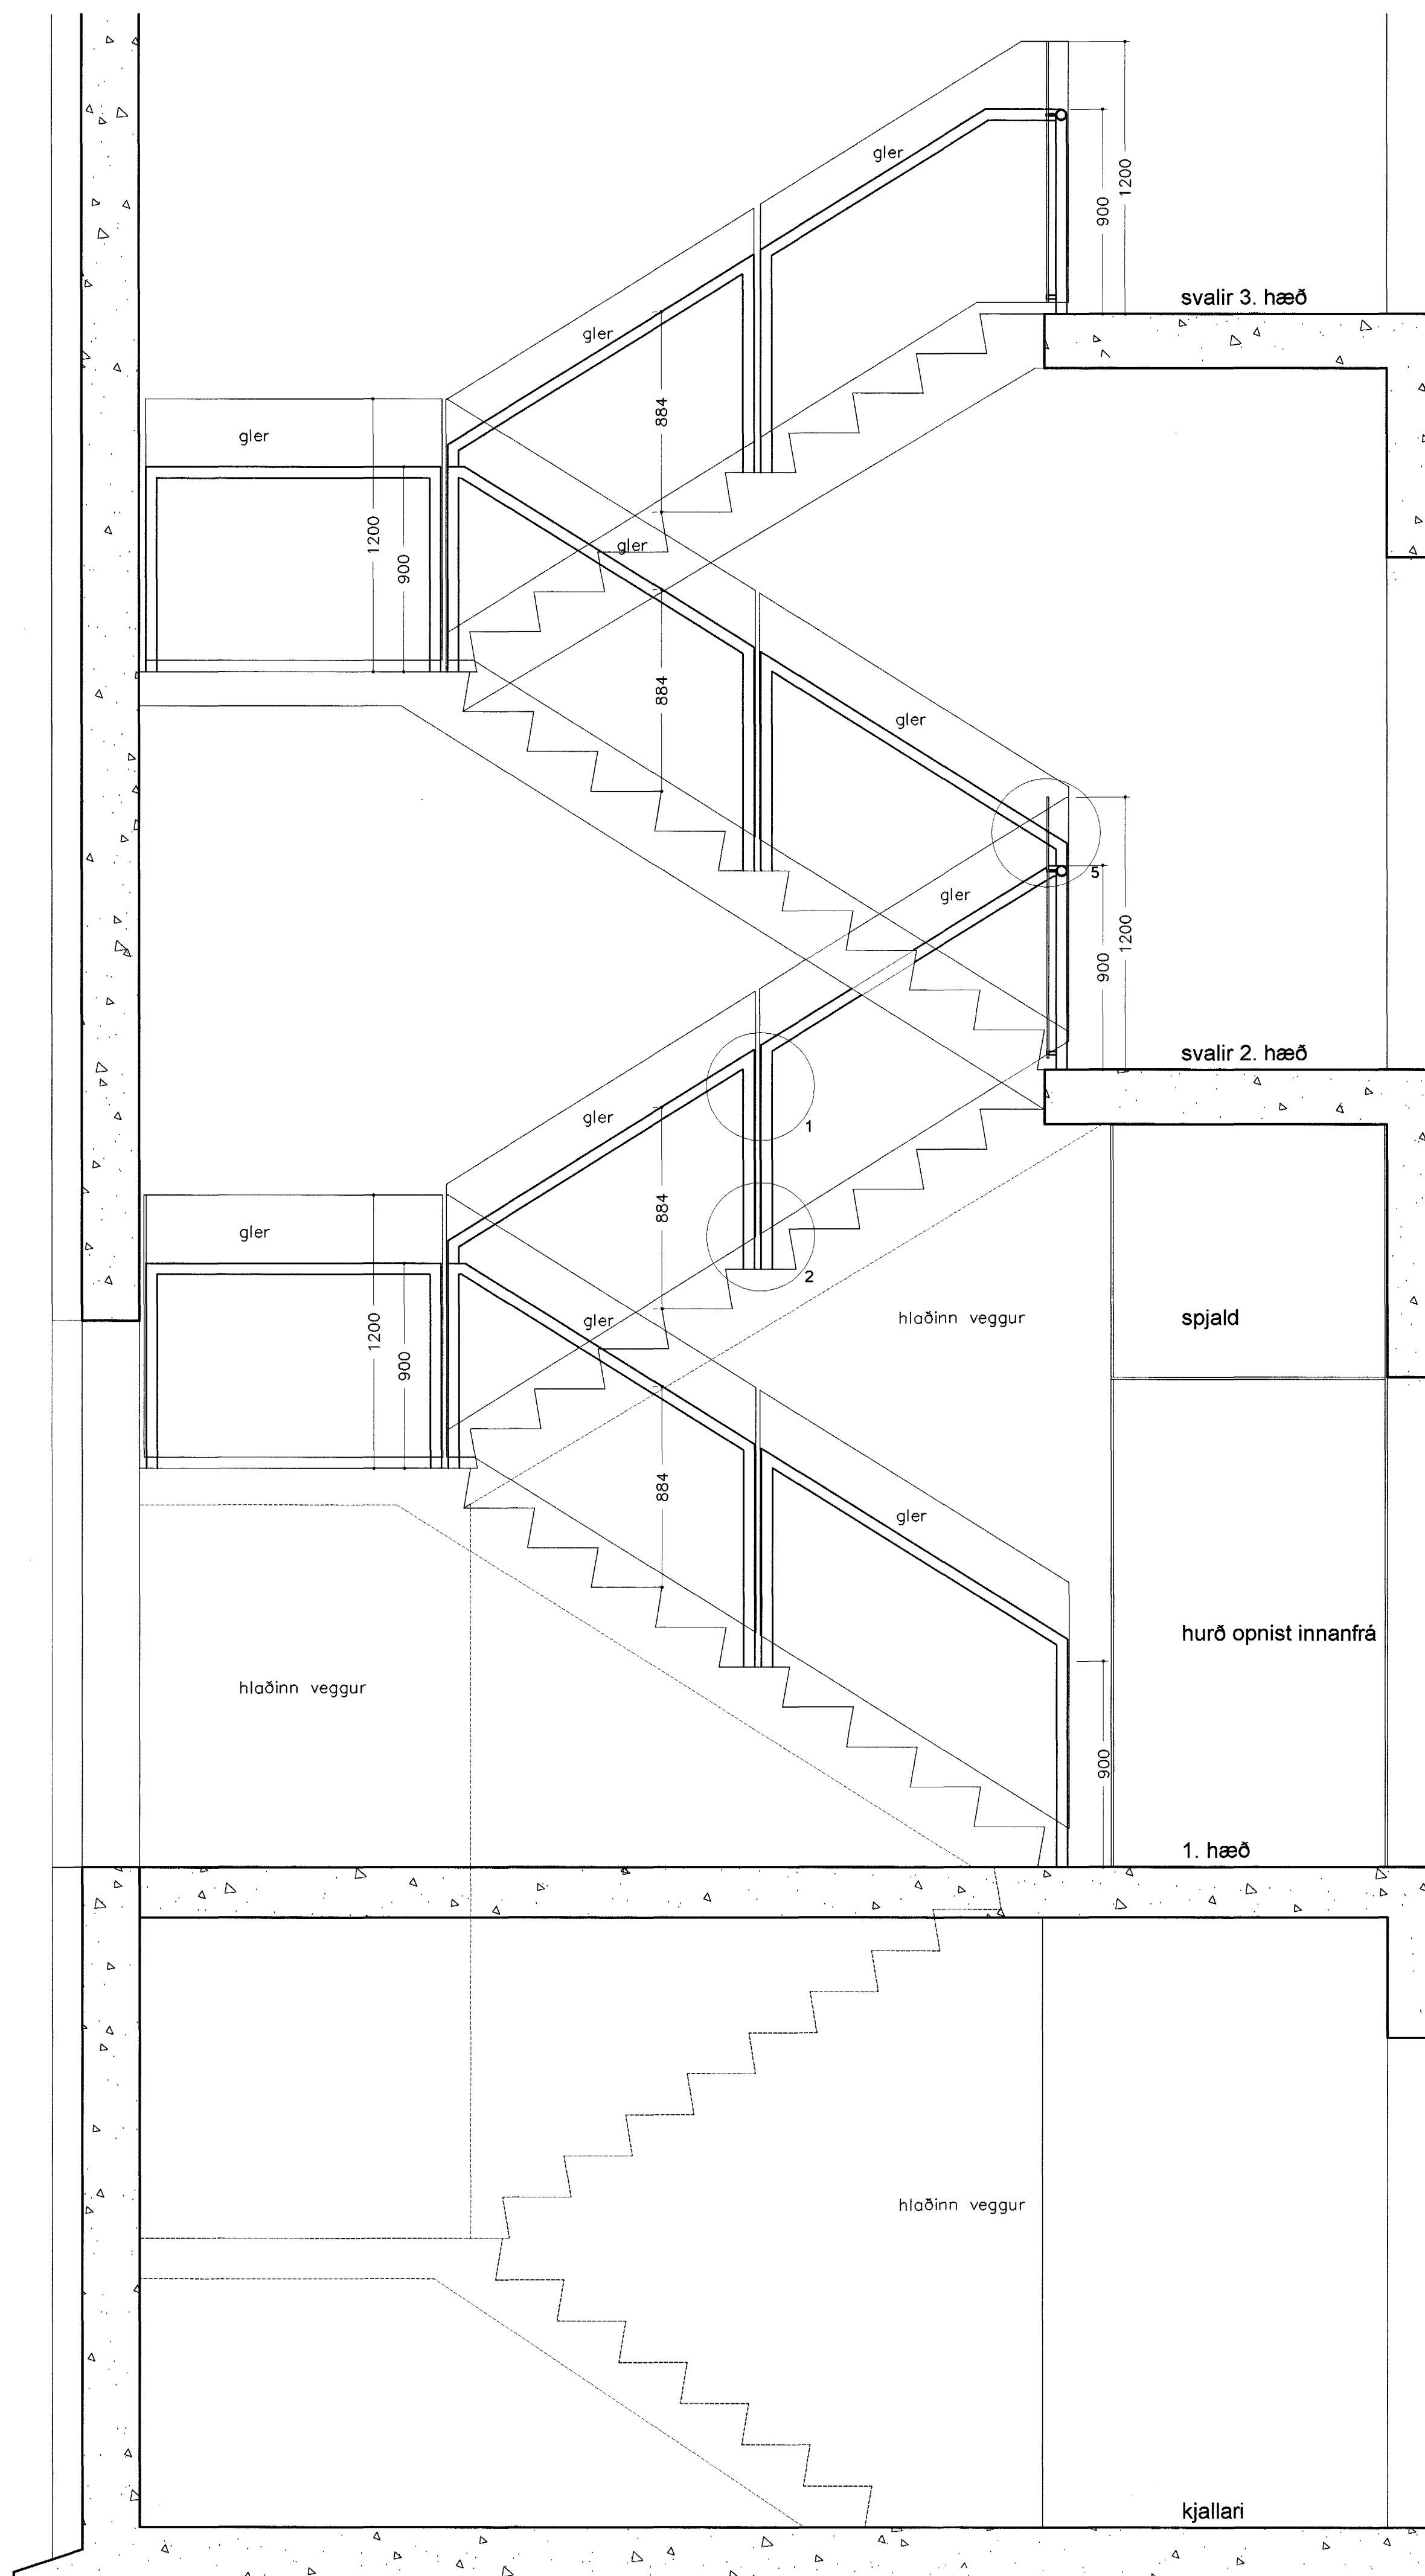 gler
1200
900
svalir 3. hæð
gler
884
gler
1200
900
gler
884
gler
5
gler
1200
900
svalir 2. hæð
gler
1
884
gler
2
1200
900
gler
hlaðinn veggur
spjald
884
gler
hurð opnist innanfrá
hlaðinn veggur
900
1. hæð
hlaðinn veggur
kjallari